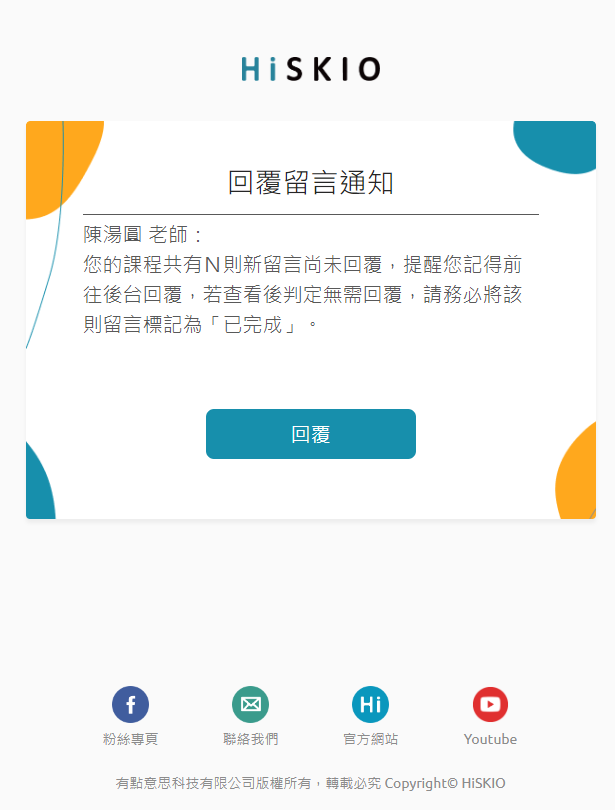 HiSKIO
回覆留言通知
陳湯圓 老師：
您的課程共有N則新留言尚未回覆，提醒您記得前
往後台回覆，若查看後判定無需回覆，請務必將該
則留言標記為「已完成」。
回覆
f
Hi
粉絲專頁 聯絡我們 官方網站 Youtube
有點意思科技有限公司版權所有，轉載必究 Copyright© HiSKIO